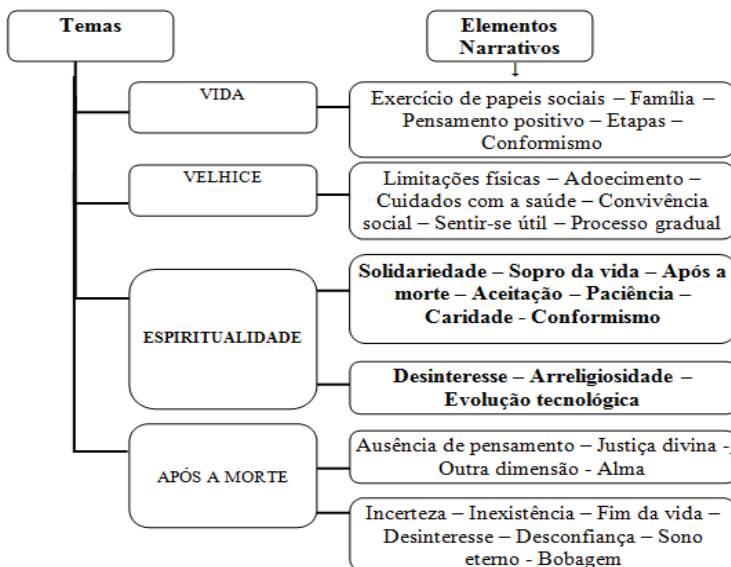 Temas
Elementos
Narrativos
VIDA
Exercício de papeis sociais – Família –
Pensamento positivo – Etapas –
Conformismo
VELHICE
Limitações físicas – Adoecimento –
Cuidados com a saúde – Convivência
social – Sentir-se útil – Processo gradual
ESPIRITUALIDADE
Solidariedade – Sopro da vida – Após a
morte – Aceitação – Paciência –
Caridade - Conformismo
Desinteresse – Arreligiosidade –
Evolução tecnológica
APÓS A MORTE
Ausência de pensamento – Justiça divina -
Outra dimensão - Alma
Incerteza – Inexistência – Fim da vida –
Desinteresse – Desconfiança – Sono
eterno - Bobagem